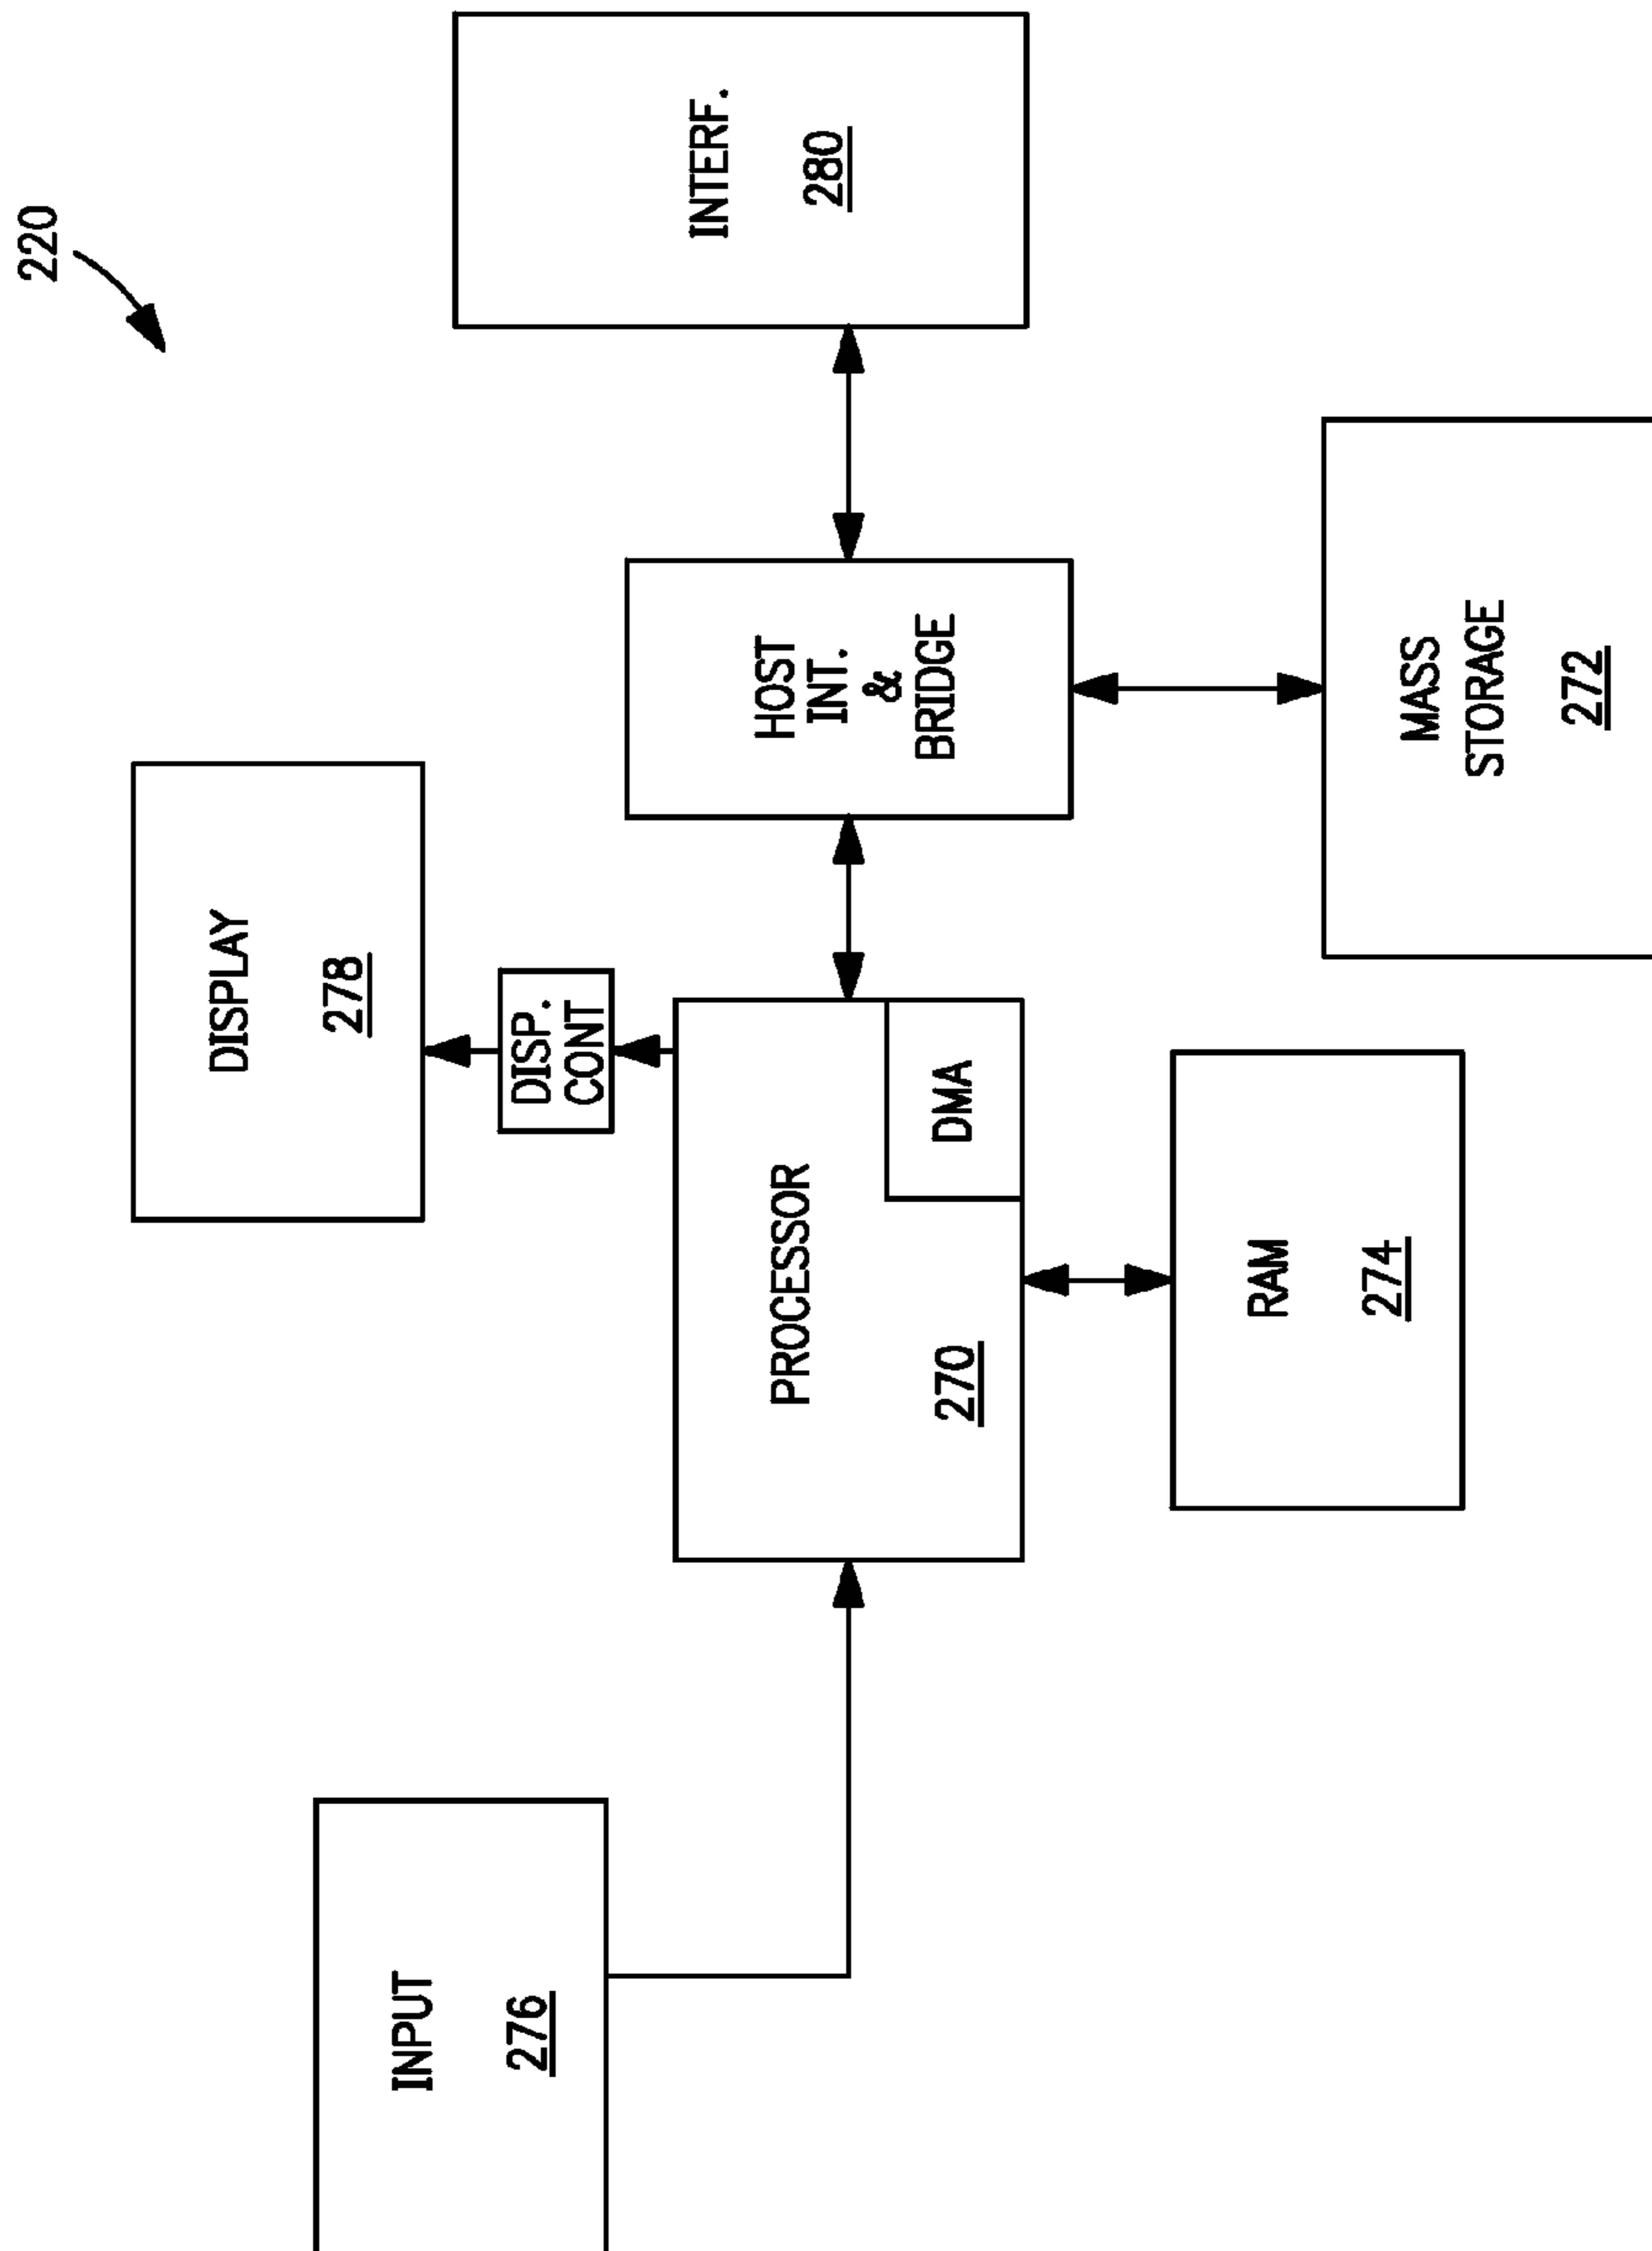 220
DISPLAY
278
INPUT
276
DISP.
CONT
INTERF.
280
PROCESSOR
270
DMA
HOST
INT.
&
BRIDGE
RAM
274
MASS
STORAGE
272